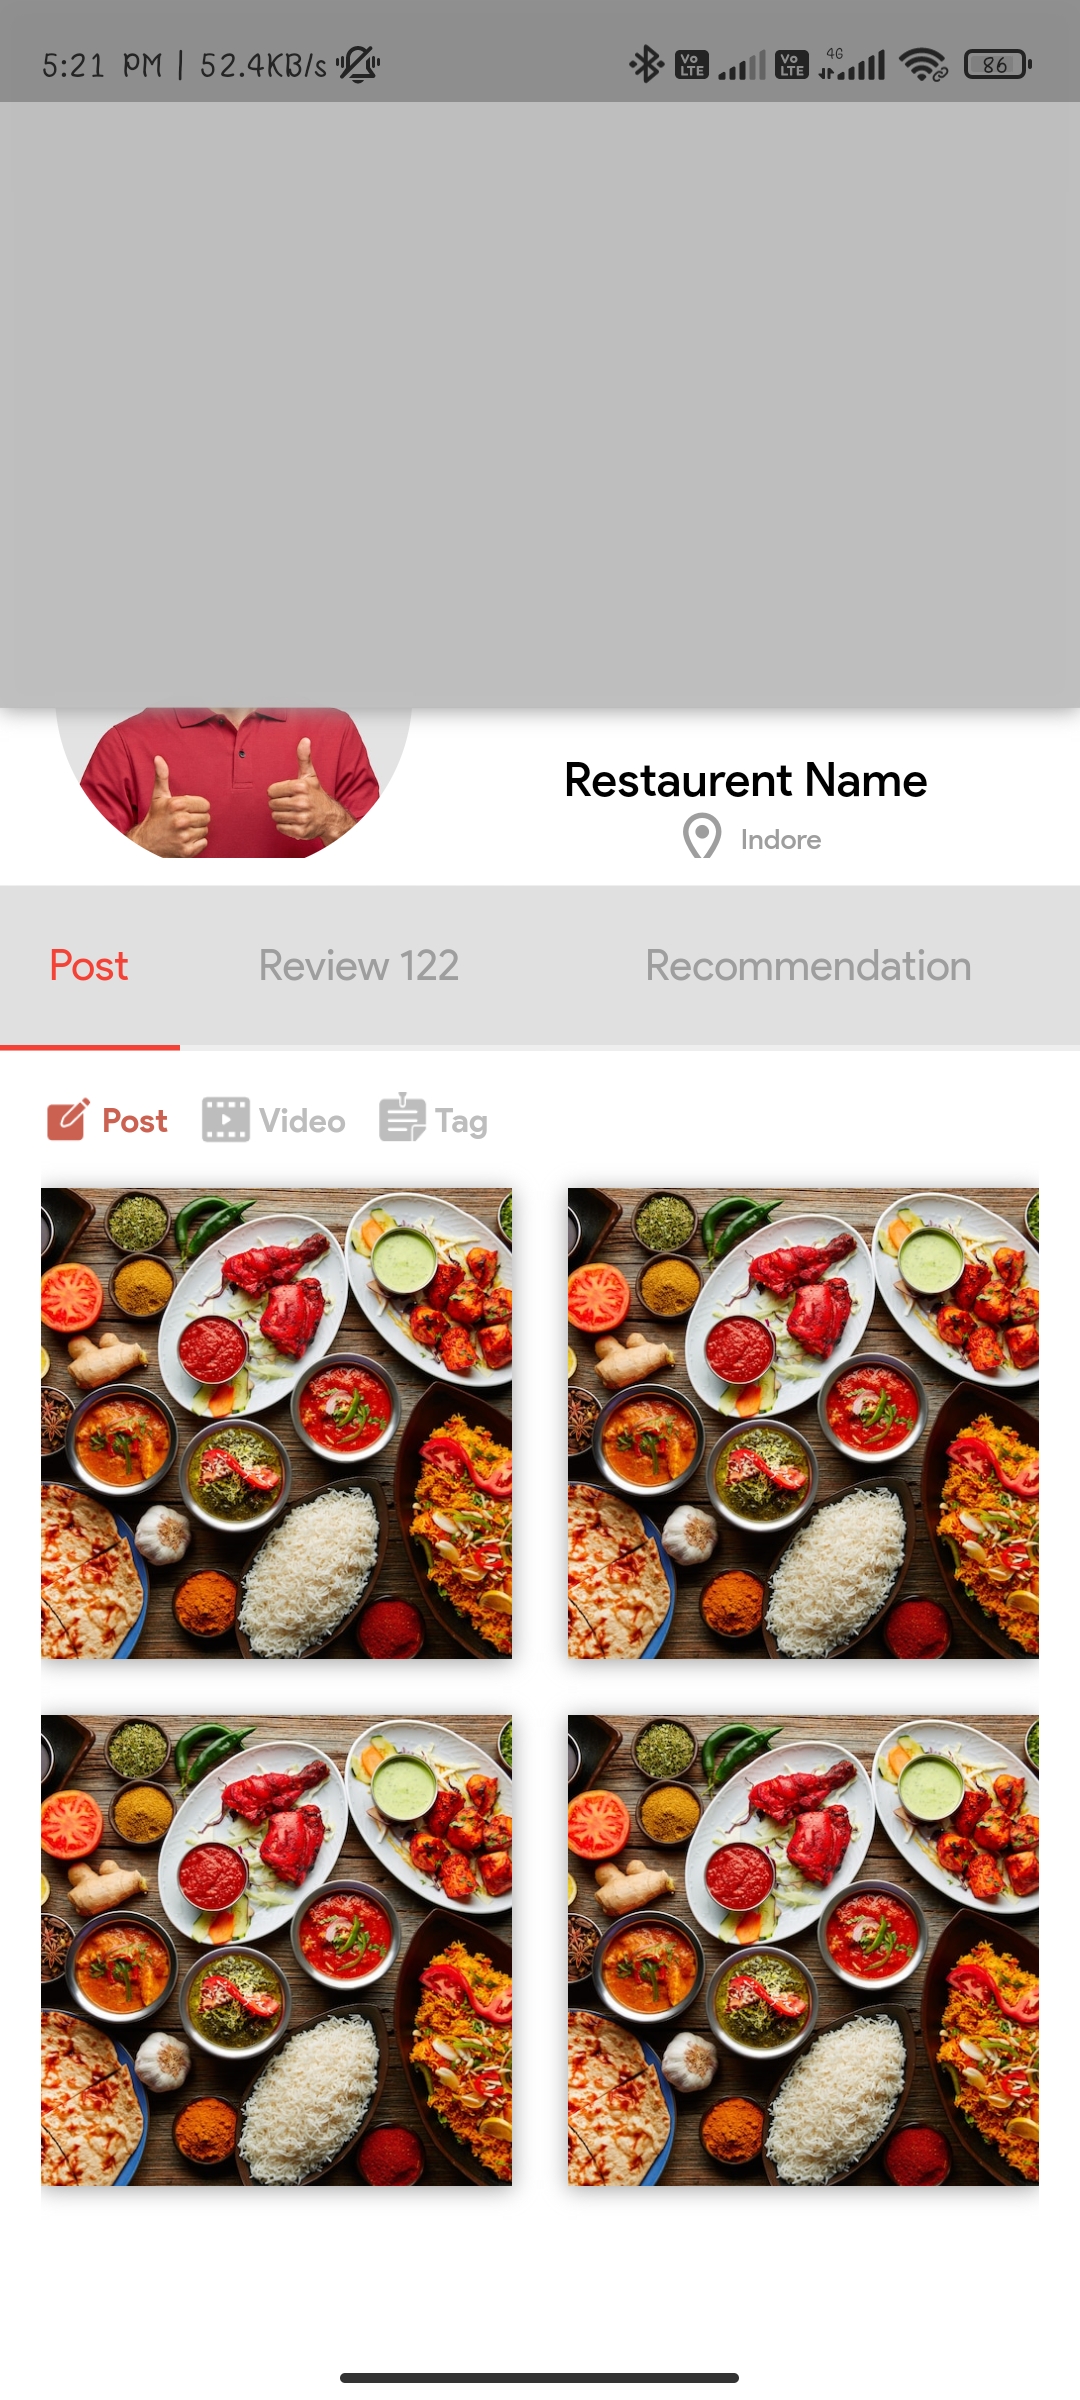 5:21 PM | 52.4KB/s Vo LTE Vo LTE 4G 86
Restaurent Name
Indore
Post Review 122 Recommendation
Post Video Tag